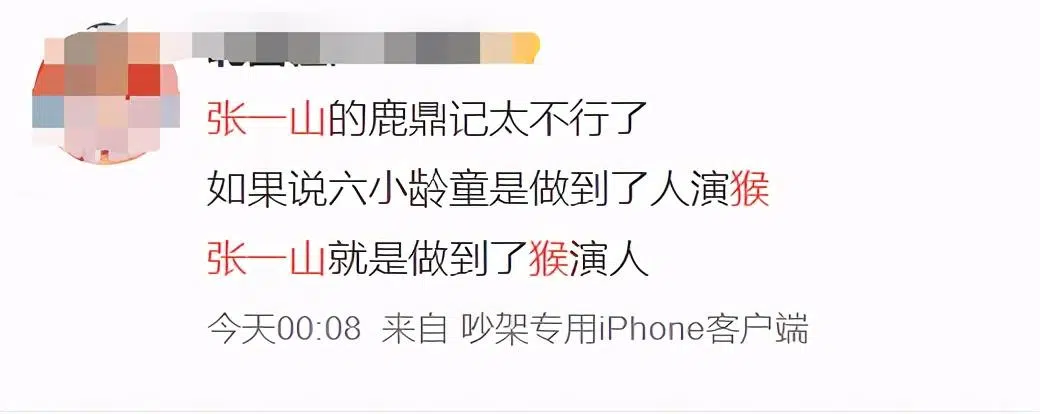 张一山的鹿鼎记太不行了
如果说六小龄童是做到了人演猴
张一山就是做到了猴演人
今天00:08 来自 吵架专用iPhone客户端